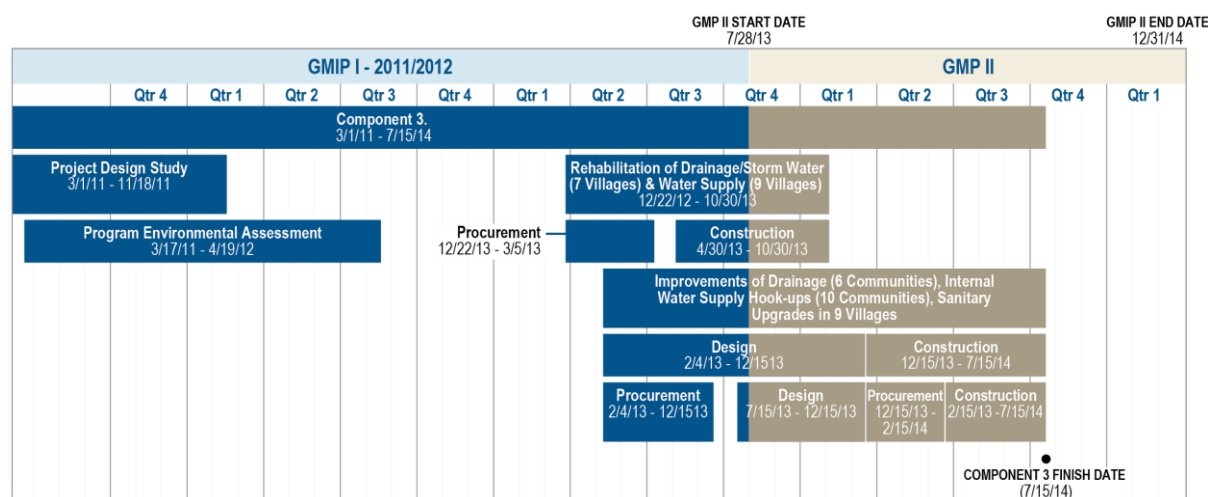 GMP II START DATE
7/28/13
GMIP II END DATE
12/31/14
GMIP I - 2011/2012
GMP II
Qtr 4
Qtr 1
Qtr 2
Qtr 3
Qtr 4
Qtr 1
Qtr 2
Qtr 3
Qtr 4
Qtr 1
Qtr 2
Qtr 3
Qtr 4
Qtr 1
Component 3.
3/1/11 - 7/15/14
Project Design Study
3/1/11 - 11/18/11
Rehabilitation of Drainage/Storm Water
(7 Villages) & Water Supply (9 Villages)
12/22/12 - 10/30/13
Program Environmental Assessment
3/17/11 - 4/19/12
Procurement
12/22/13 - 3/5/13
Construction
4/30/13 - 10/30/13
Improvements of Drainage (6 Communities), Internal
Water Supply Hook-ups (10 Communities), Sanitary
Upgrades in 9 Villages
Design
2/4/13 - 12/1513
Construction
12/15/13 - 7/15/14
Procurement
2/4/13 - 12/1513
Design
7/15/13 - 12/15/13
Procurement
12/15/13 -
2/15/14
Construction
2/15/13 -7/15/14
COMPONENT 3 FINISH DATE
(7/15/14)